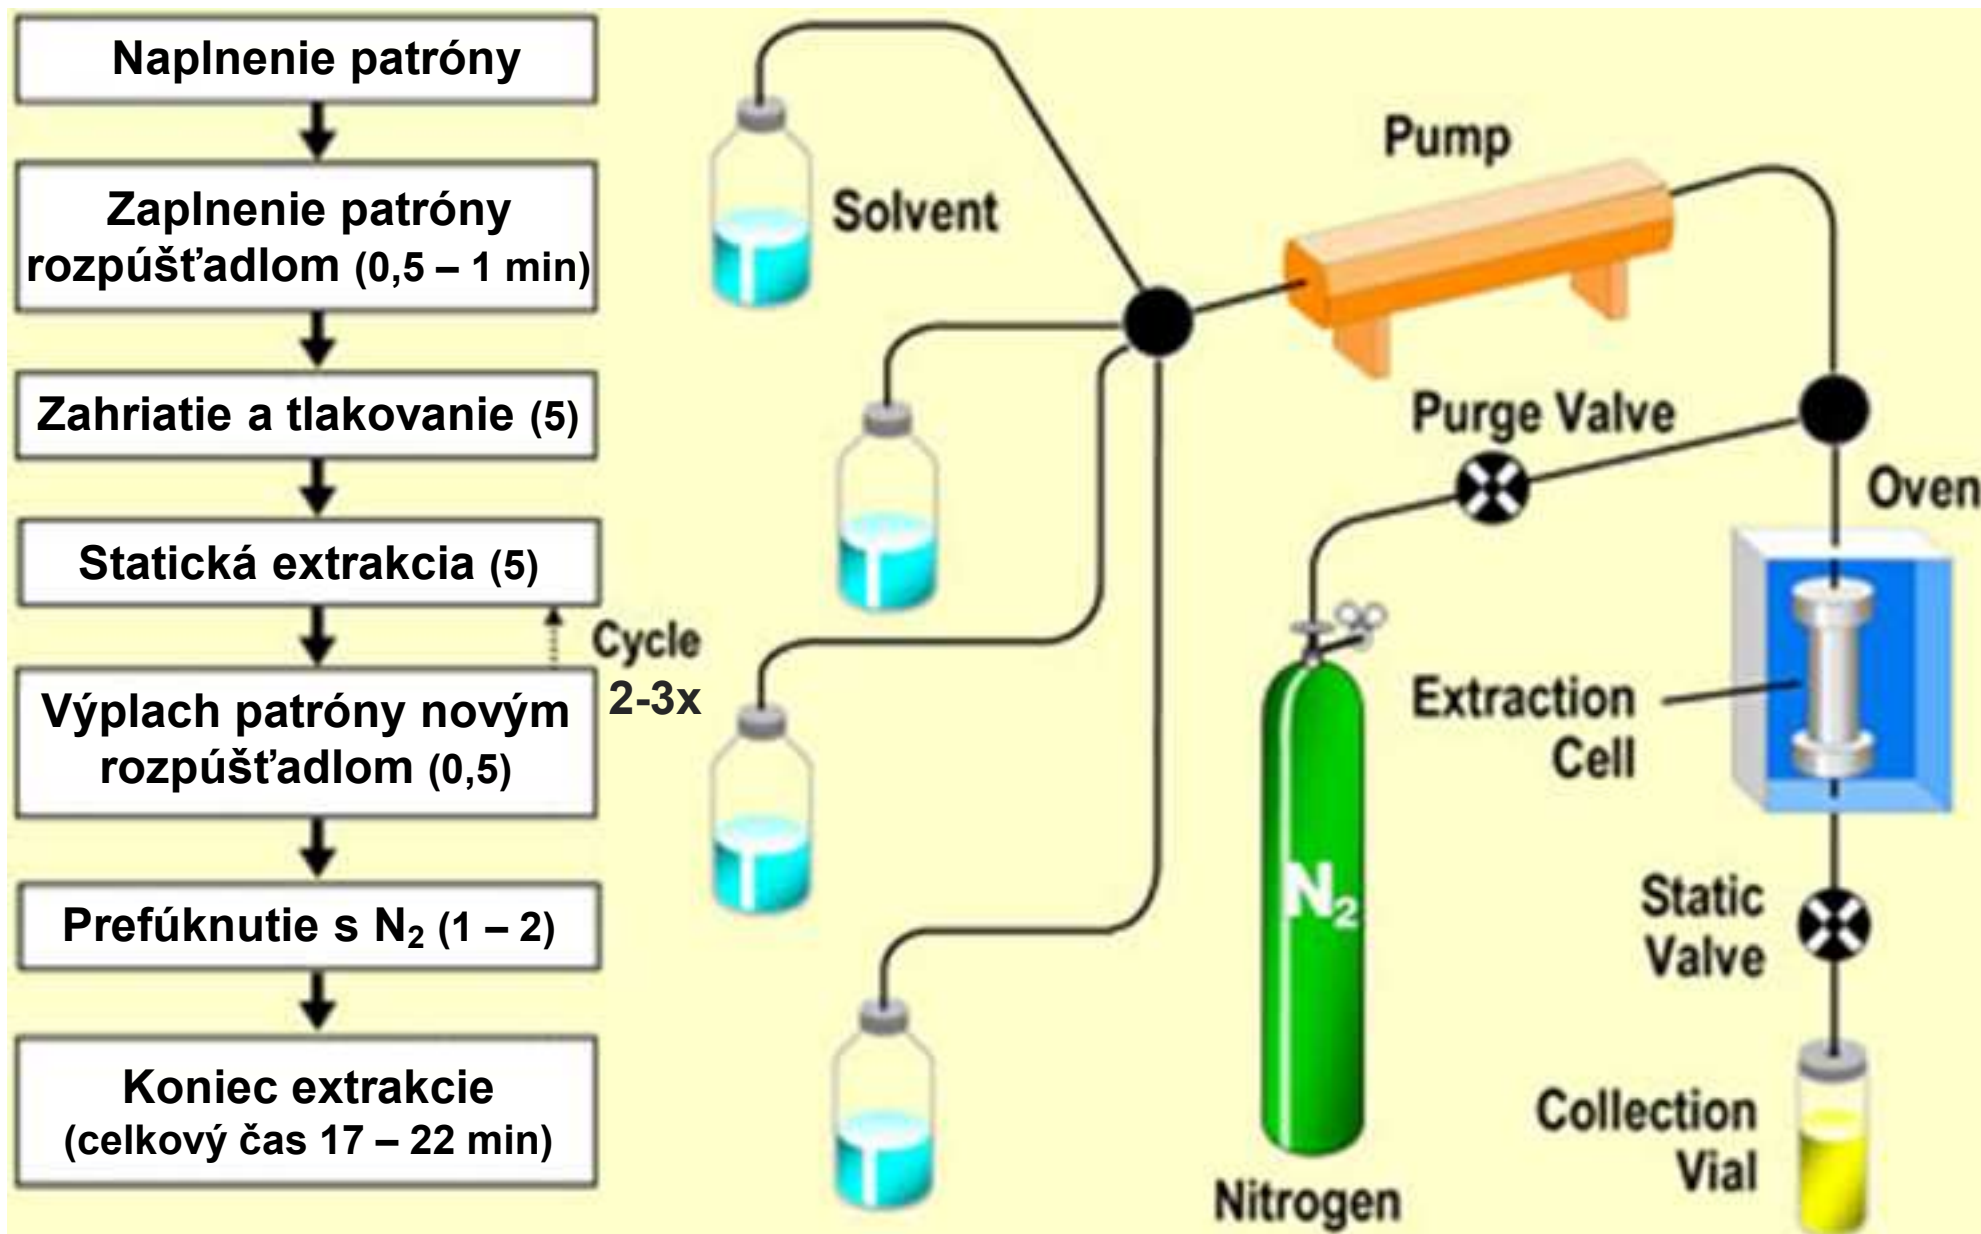 Naplnenie patróny
Zaplnenie patróny
rozpúšťadlom (0,5 – 1 min)
Zahriatie a tlakovanie (5)
Statická extrakcia (5)
Cycle
2-3x
Výplach patróny novým
rozpúšťadlom (0,5)
Prefúknutie s N₂ (1 – 2)
Koniec extrakcie
(celkový čas 17 – 22 min)
Solvent
Pump
Purge Valve
Oven
Extraction
Cell
N₂
Static
Valve
Collection
Vial
Nitrogen